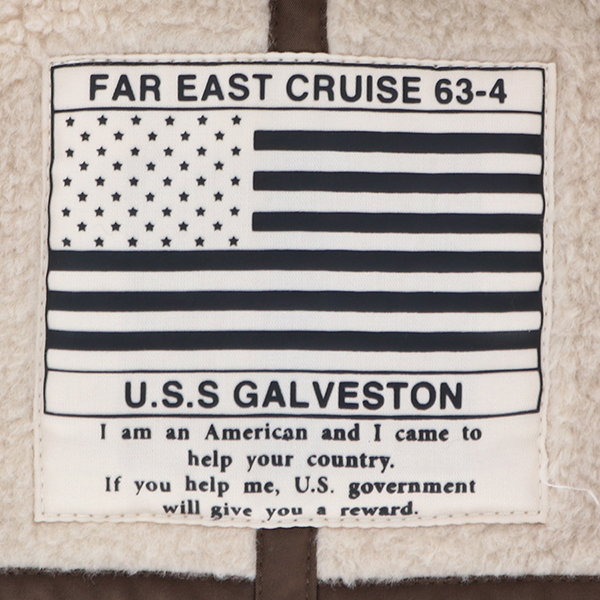 FAR EAST CRUISE 63-4
U.S.S GALVESTON
I am an American and I came to
help your country.
If you help me, U.S. government
will give you a reward.